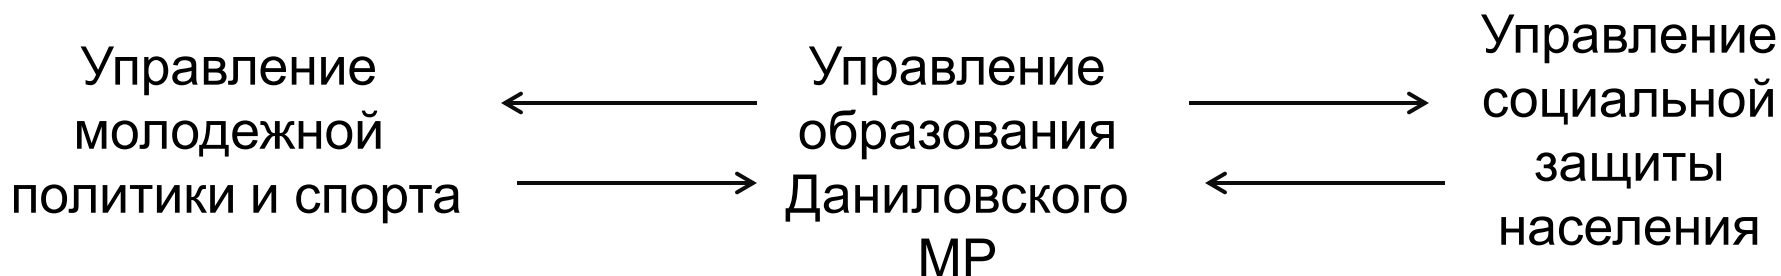 Управление
молодежной
политики и спорта
Управление
образования
Даниловского
МР
Управление
социальной
защиты
населения